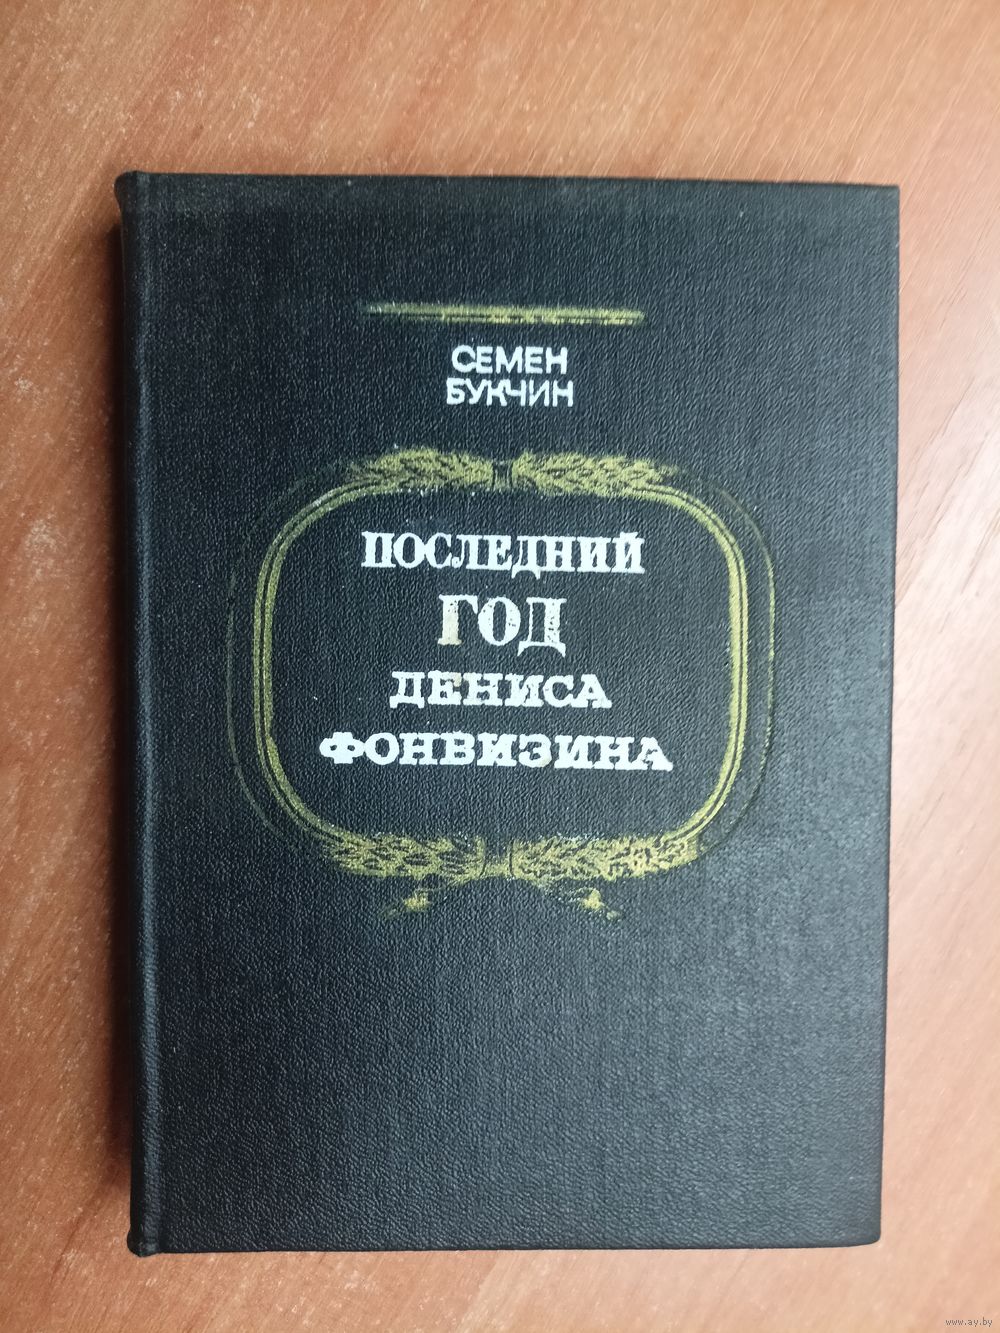 СЕМЕН
БУКЧИН
ПОСЛЕДНИЙ
ГОД
ДЕНИСА
ФОНВИЗИНА
www.ay.by